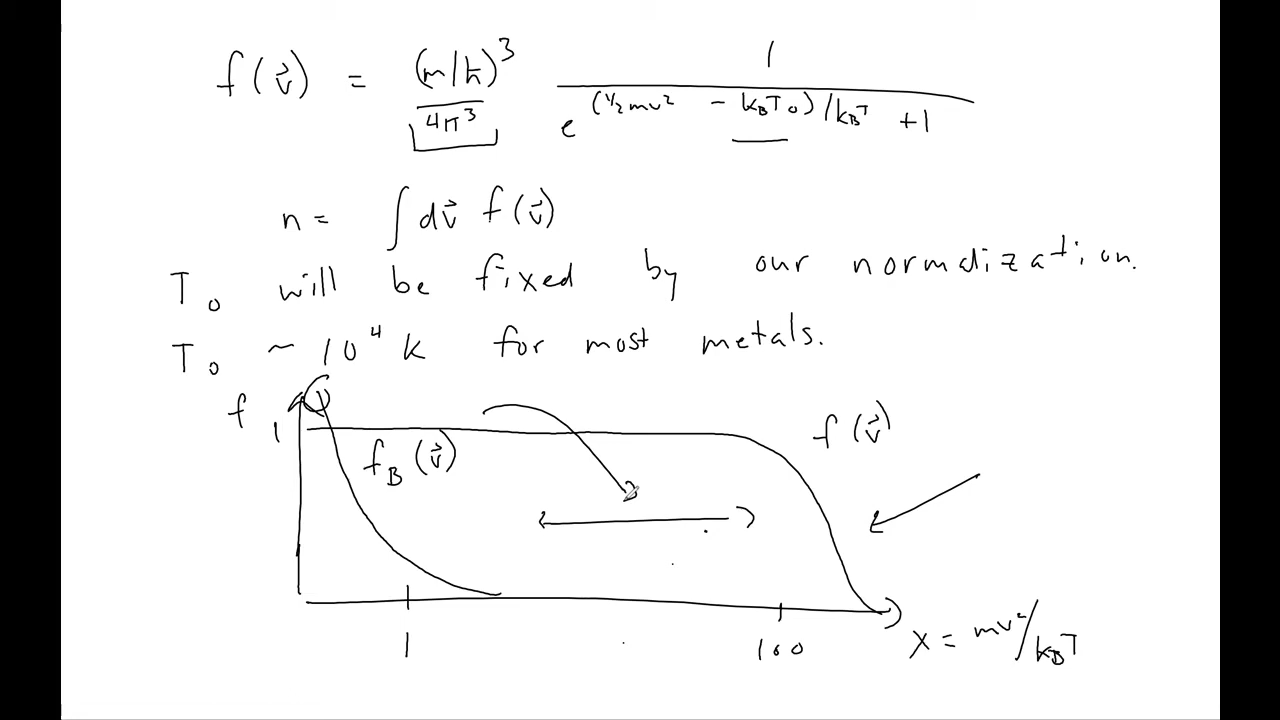 f(v⃗) = (m/ħ)³/4π³ 1/(e^((1/2mv² - k_BT₀)/k_BT) + 1)
n = ∫ dv⃗ f(v⃗)
T₀ will be fixed by our normalization.
T₀ ~ 10⁴ K for most metals.
f
1
f_B(v⃗)
f(v⃗)
1
100
x = mv²/k_BT